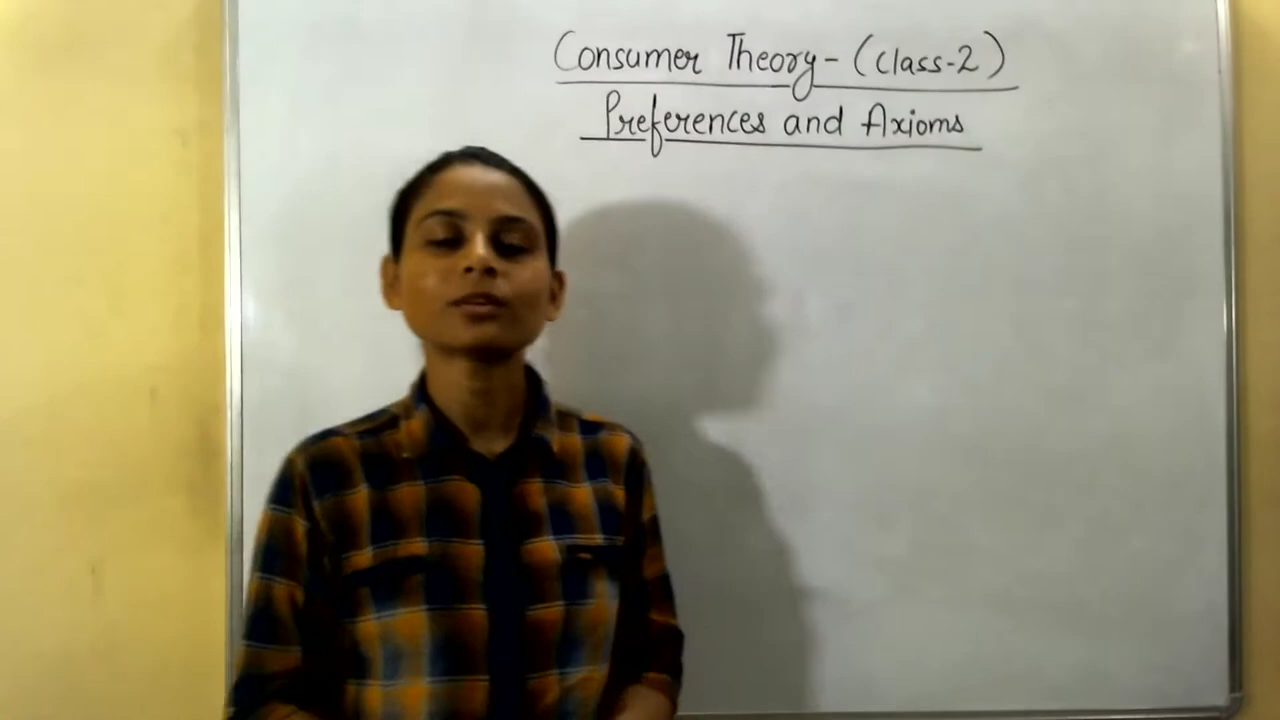 Consumer Theory - (Class-2)
Preferences and Axioms